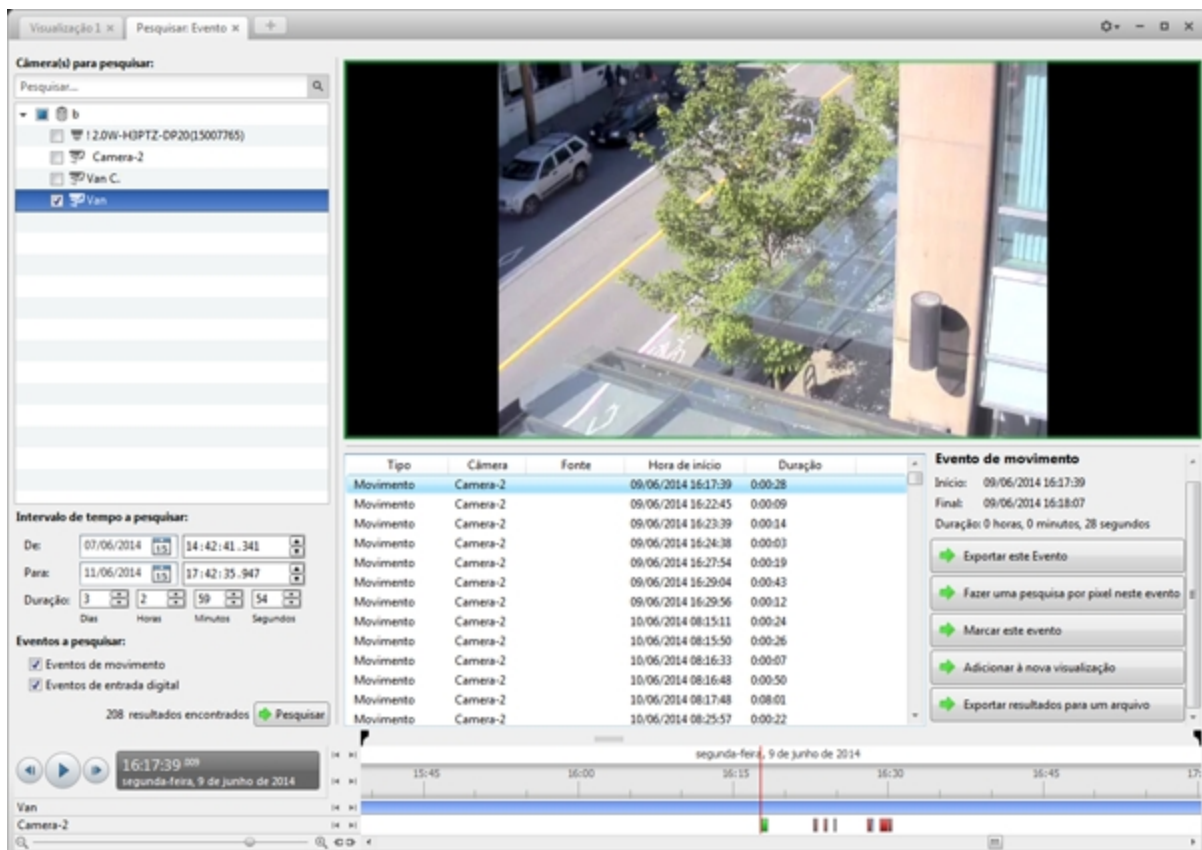 Visualização 1 ×
Pesquisar: Evento ×
Câmera(s) para pesquisar:
Pesquisar...
b
! 2.0W-H3PTZ-DP20(15007765)
Camera-2
Van C.
Van
Intervalo de tempo a pesquisar:
De: 07/06/2014 15 14:42:41.341
Para: 11/06/2014 15 17:42:35.947
Duração: 3 2 59 54
Dias Horas Minutos Segundos
Eventos a pesquisar:
Eventos de movimento
Eventos de entrada digital
208 resultados encontrados Pesquisar
Tipo Câmera Fonte Hora de início Duração
Movimento Camera-2 09/06/2014 16:17:39 0:00:28
Movimento Camera-2 09/06/2014 16:22:45 0:00:09
Movimento Camera-2 09/06/2014 16:23:39 0:00:14
Movimento Camera-2 09/06/2014 16:24:38 0:00:03
Movimento Camera-2 09/06/2014 16:27:54 0:00:19
Movimento Camera-2 09/06/2014 16:29:04 0:00:43
Movimento Camera-2 09/06/2014 16:29:56 0:00:12
Movimento Camera-2 10/06/2014 08:15:11 0:00:24
Movimento Camera-2 10/06/2014 08:15:50 0:00:26
Movimento Camera-2 10/06/2014 08:16:33 0:00:07
Movimento Camera-2 10/06/2014 08:16:48 0:00:50
Movimento Camera-2 10/06/2014 08:17:48 0:08:01
Movimento Camera-2 10/06/2014 08:25:57 0:00:22
Evento de movimento
Início: 09/06/2014 16:17:39
Final: 09/06/2014 16:18:07
Duração: 0 horas, 0 minutos, 28 segundos
Exportar este Evento
Fazer uma pesquisa por pixel neste evento
Marcar este evento
Adicionar à nova visualização
Exportar resultados para um arquivo
16:17:39.009
segunda-feira, 9 de junho de 2014
segunda-feira, 9 de junho de 2014
15:45 16:00 16:15 16:30 16:45 17:
Van
Camera-2